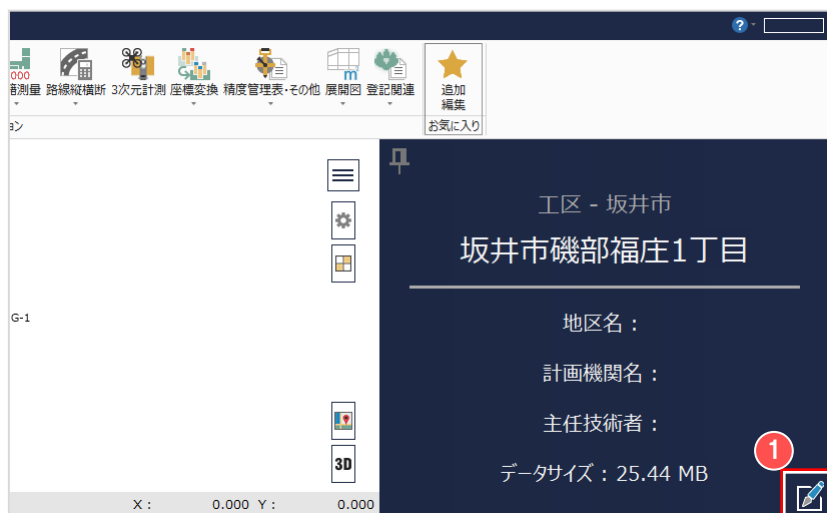 ?
000
路線縦横断 3次元計測 座標変換 精度管理表・その他 展開図 登記関連 追加
編集
お気に入り
ョン
工区 - 坂井市
坂井市磯部福庄1丁目
G-1
地区名：
計画機関名：
主任技術者：
1
3D
データサイズ：25.44 MB
X： 0.000 Y： 0.000